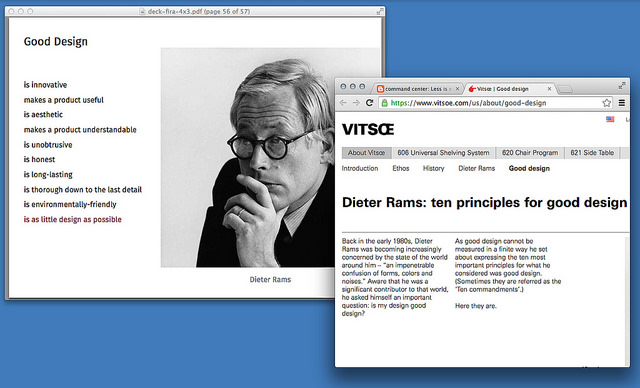 deck-fira-4x3.pdf (page 56 of 57)
Good Design
is innovative
makes a product useful
is aesthetic
makes a product understandable
is unobtrusive
is honest
is long-lasting
is thorough down to the last detail
is environmentally-friendly
is as little design as possible
Dieter Rams
command center: Less is
Vitsœ | Good design
https://www.vitsoe.com/us/about/good-design
VITSŒ
About Vitsœ
606 Universal Shelving System
620 Chair Program
621 Side Table
Introduction
Ethos
History
Dieter Rams
Good design
Dieter Rams: ten principles for good design
Back in the early 1980s, Dieter
Rams was becoming increasingly
concerned by the state of the world
around him – “an impenetrable
confusion of forms, colors and
noises.” Aware that he was a
significant contributor to that world,
he asked himself an important
question: is my design good
design?
As good design cannot be
measured in a finite way he set
about expressing the ten most
important principles for what he
considered was good design.
(Sometimes they are referred as the
‘Ten commandments’.)
Here they are.